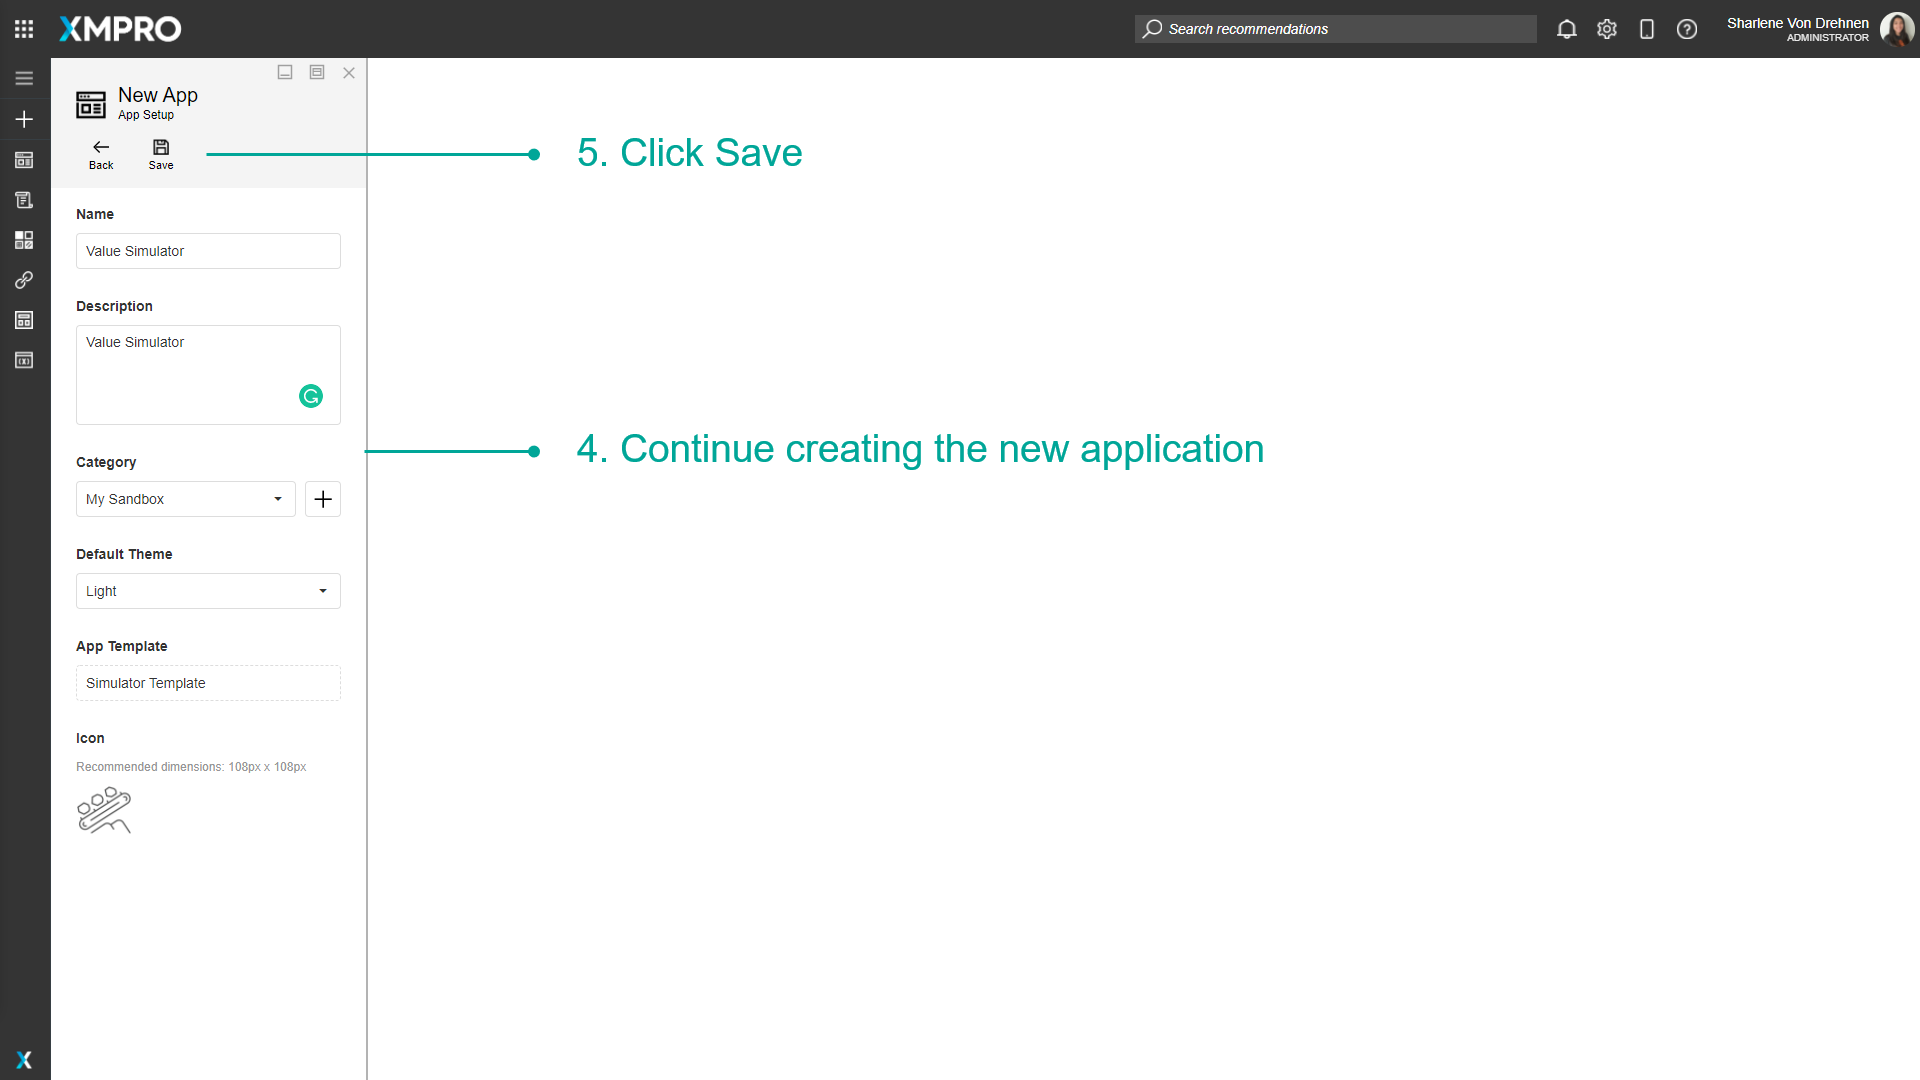 XMPRO
Search recommendations
Sharlene Von Drehnen
ADMINISTRATOR
New App
App Setup
Back
Save
5. Click Save
Name
Value Simulator
Description
Value Simulator
4. Continue creating the new application
Category
My Sandbox
Default Theme
Light
App Template
Simulator Template
Icon
Recommended dimensions: 108px x 108px